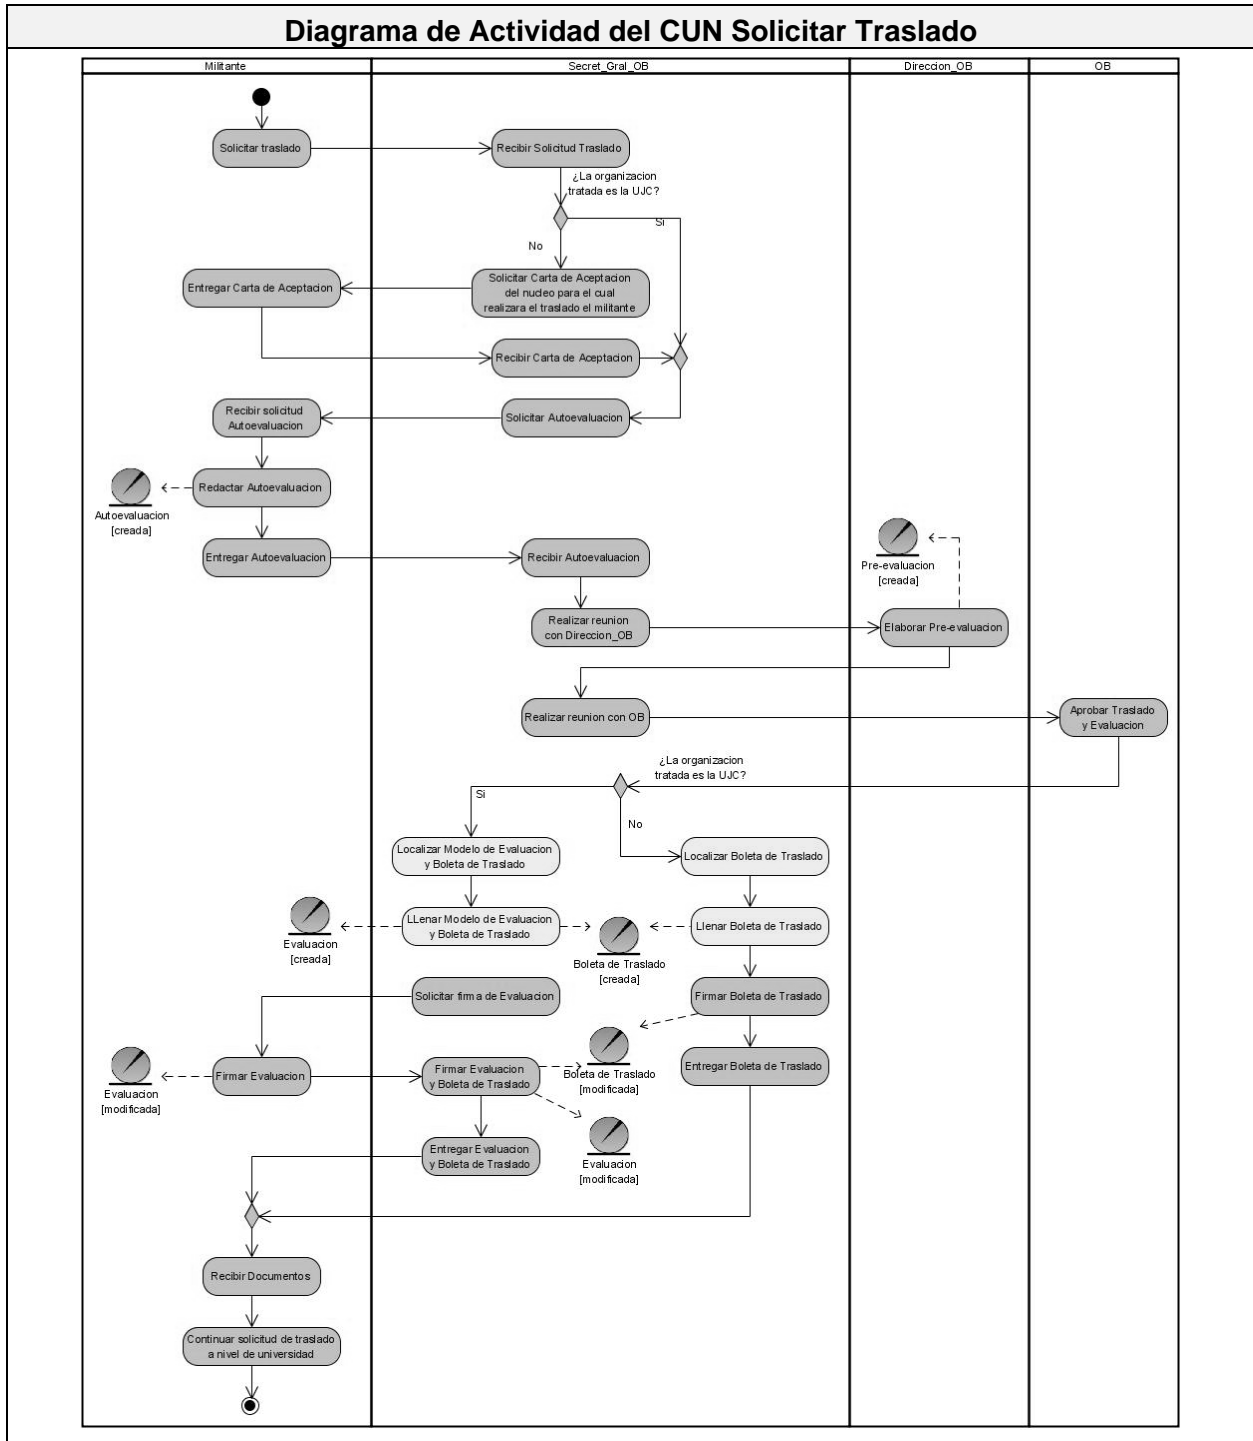 Diagrama de Actividad del CUN Solicitar Traslado
Militante
Secret_Gral_OB
Direccion_OB
OB
Solicitar traslado
Recibir Solicitud Traslado
¿La organizacion
tratada es la UJC?
Si
No
Entregar Carta de Aceptacion
Solicitar Carta de Aceptacion
del nucleo para el cual
realizara el traslado el militante
Recibir Carta de Aceptacion
Recibir solicitud
Autoevaluacion
Solicitar Autoevaluacion
Redactar Autoevaluacion
Autoevaluacion
[creada]
Entregar Autoevaluacion
Recibir Autoevaluacion
Pre-evaluacion
[creada]
Realizar reunion
con Direccion_OB
Elaborar Pre-evaluacion
Realizar reunion con OB
Aprobar Traslado
y Evaluacion
¿La organizacion
tratada es la UJC?
Si
No
Localizar Modelo de Evaluacion
y Boleta de Traslado
Localizar Boleta de Traslado
LLenar Modelo de Evaluacion
y Boleta de Traslado
Llenar Boleta de Traslado
Evaluacion
[creada]
Boleta de Traslado
[creada]
Solicitar firma de Evaluacion
Firmar Boleta de Traslado
Firmar Evaluacion
Evaluacion
[modificada]
Firmar Evaluacion
y Boleta de Traslado
Boleta de Traslado
[modificada]
Entregar Boleta de Traslado
Entregar Evaluacion
y Boleta de Traslado
Evaluacion
[modificada]
Recibir Documentos
Continuar solicitud de traslado
a nivel de universidad